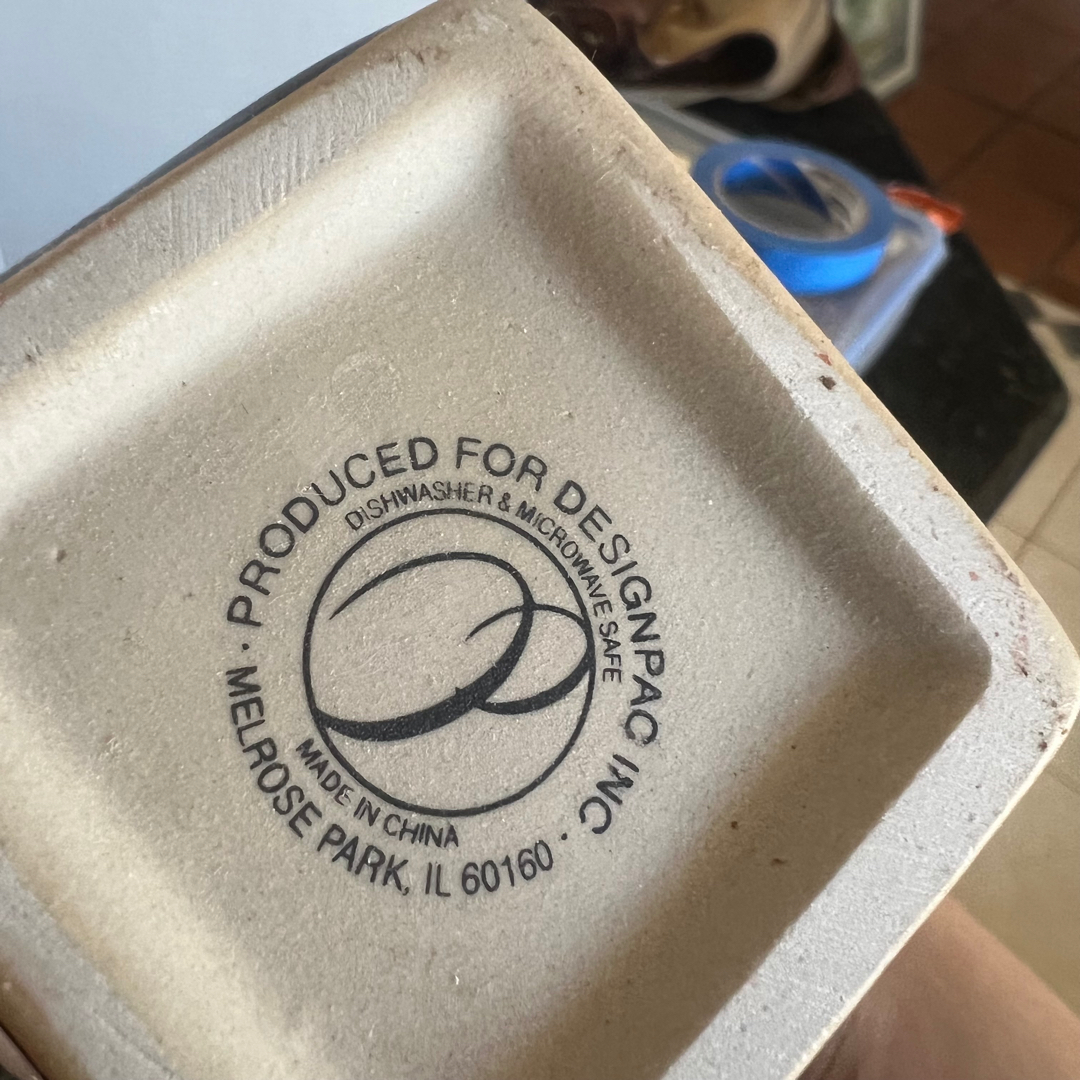 · PRODUCED FOR DESIGNPAC INC ·
DISHWASHER & MICROWAVE SAFE
MADE IN CHINA
MELROSE PARK, IL 60160